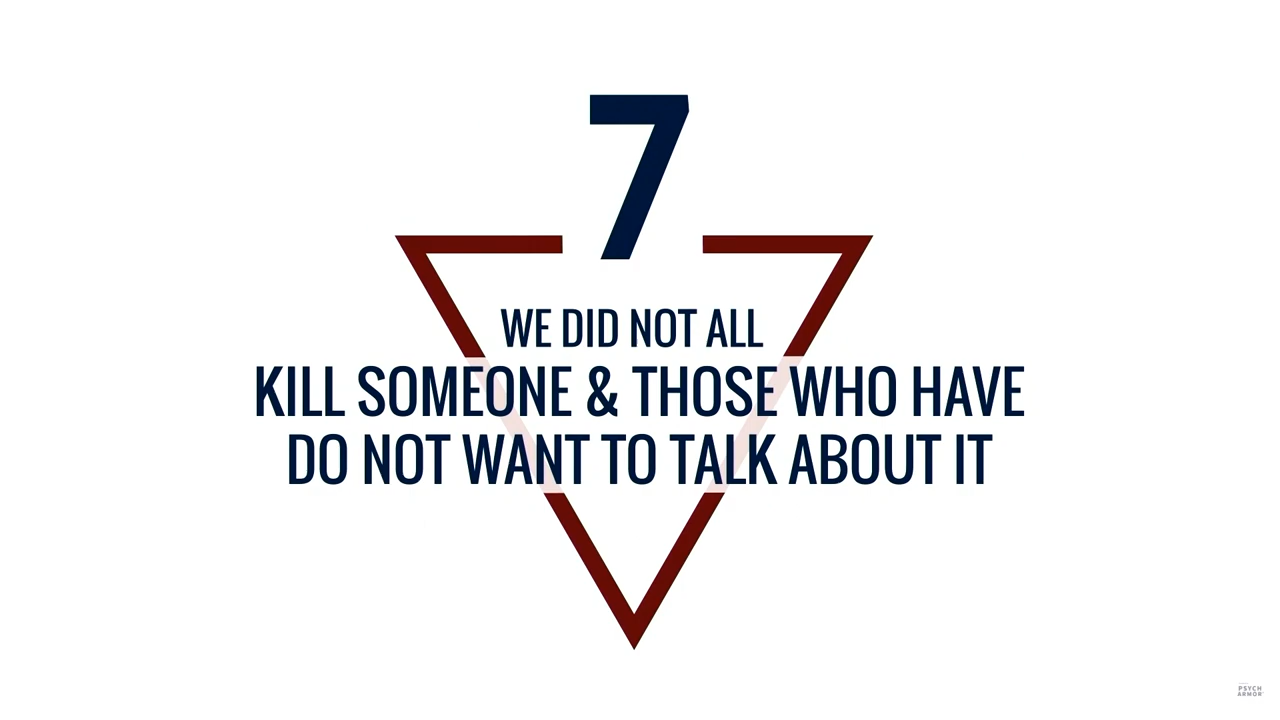 7
WE DID NOT ALL
KILL SOMEONE & THOSE WHO HAVE
DO NOT WANT TO TALK ABOUT IT
PSYCH
ARMOR